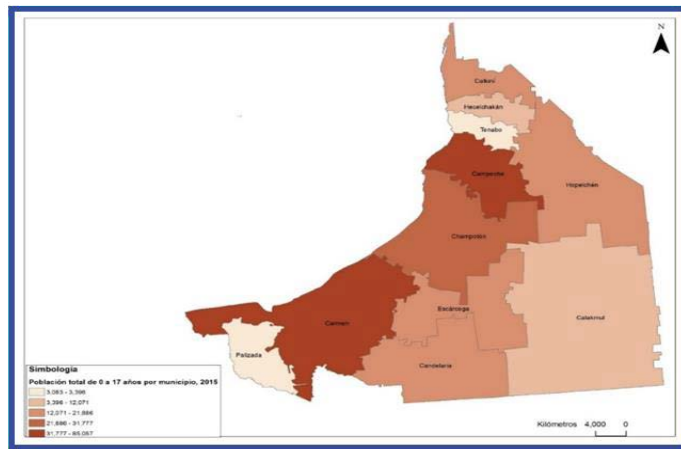 N
Calkiní
Hecelchakán
Tenabo
Campeche
Hopelchén
Champotón
Escárcega
Calakmul
Carmen
Palizada
Candelaria
Simbología
Población total de 0 a 17 años por municipio, 2015
3,083 - 3,396
3,396 - 12,071
12,071 - 21,886
21,886 - 31,777
31,777 - 85,087
Kilómetros 4,000 0